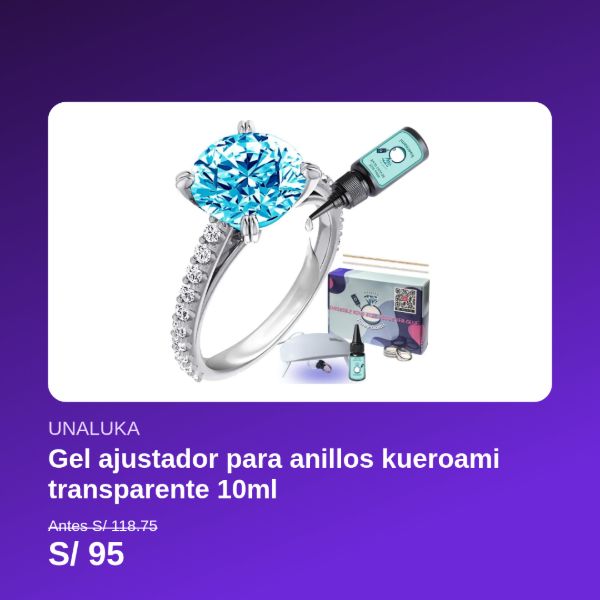 UNALUKA
Gel ajustador para anillos kueroami
transparente 10ml
Antes S/ 118.75
S/ 95